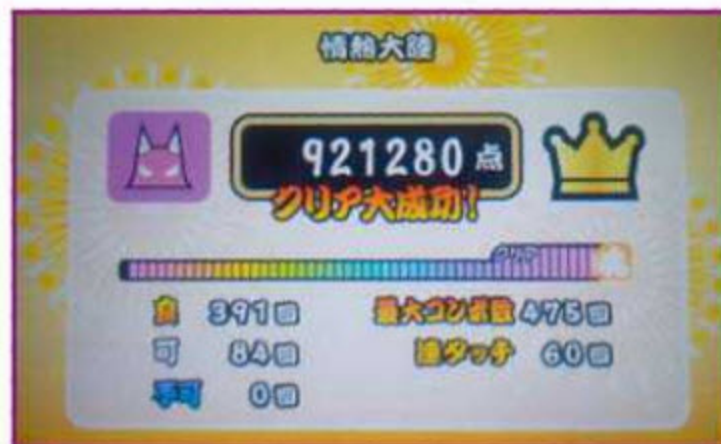 情熱大陸
921280点
クリア大成功!
クリア
良 391回 最大コンボ数 475回
可 84回 連タッチ 60回
不可 0回